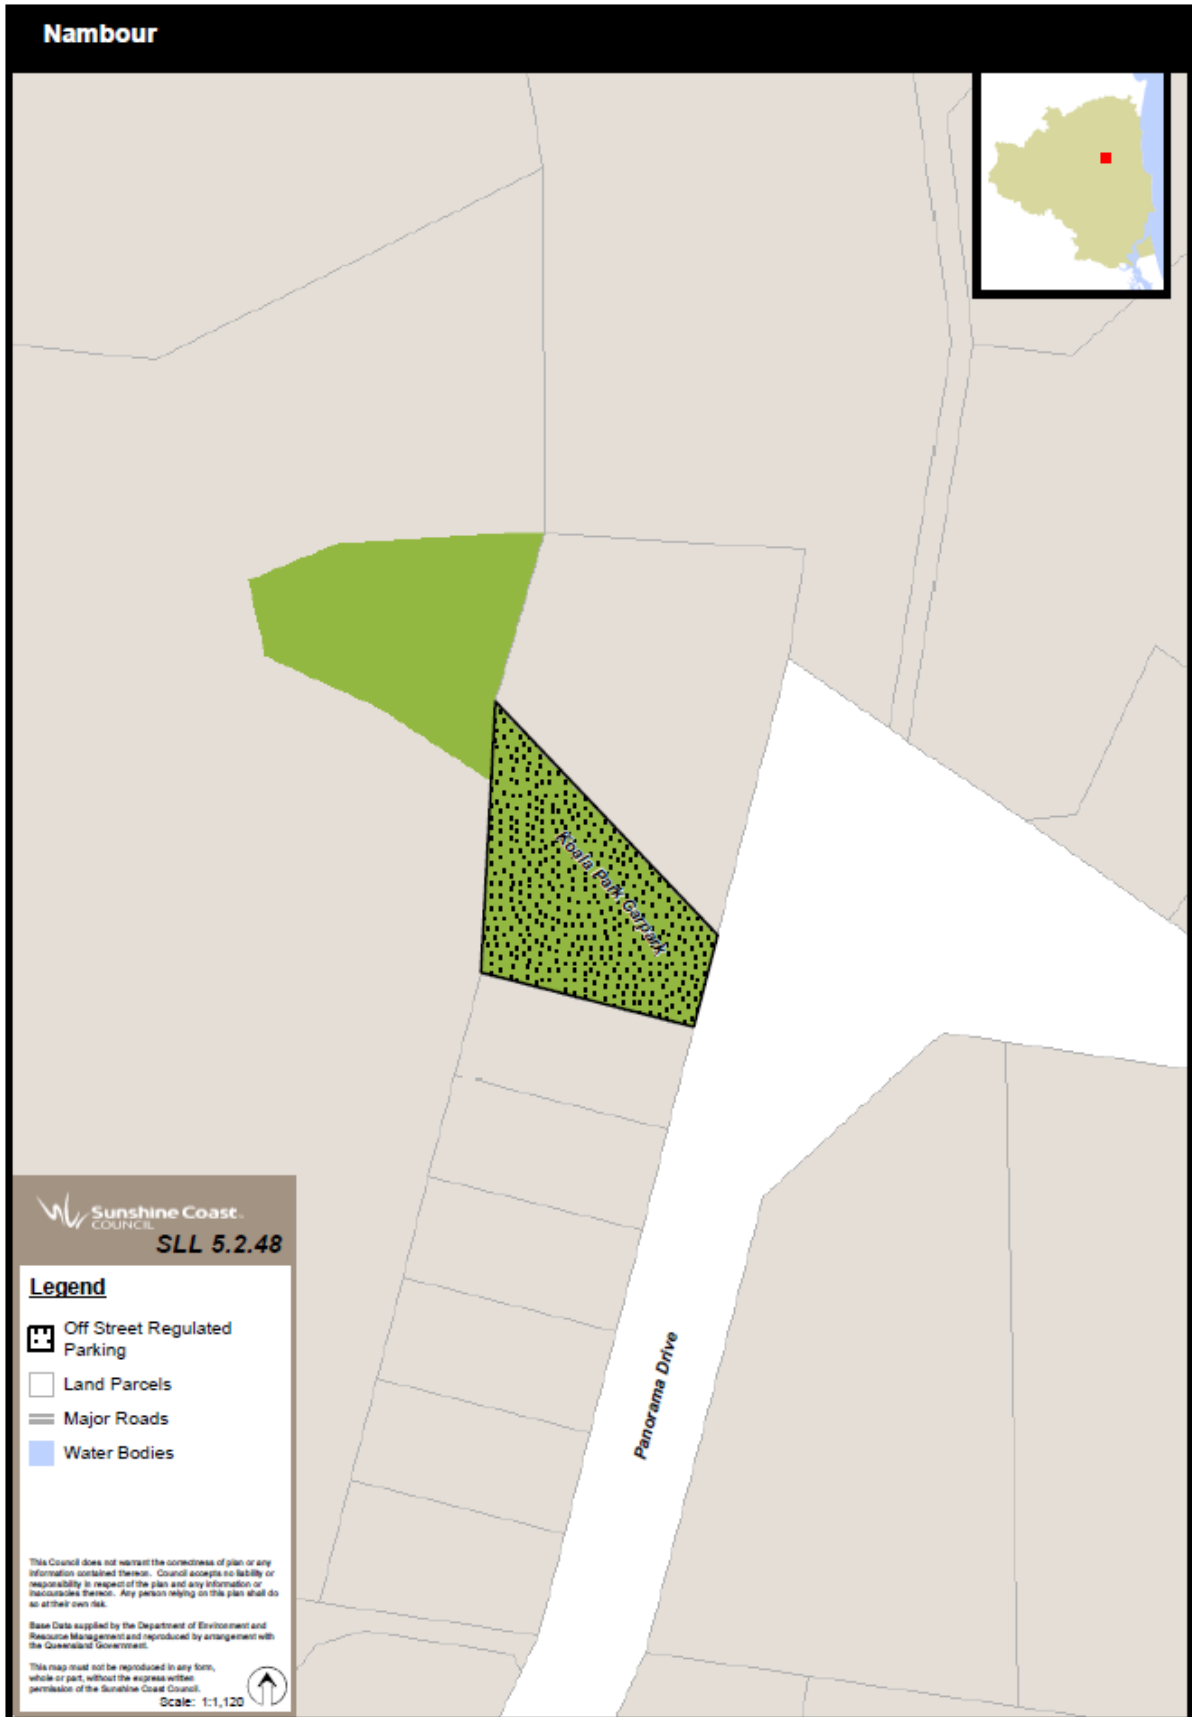 Nambour
Koala Park Carpark
Panorama Drive
Sunshine Coast
COUNCIL
SLL 5.2.48
Legend
Off Street Regulated
Parking
Land Parcels
Major Roads
Water Bodies
This Council does not warrant the correctness of plan or any
information contained thereon. Council accepts no liability or
responsibility in respect of the plan and any information or
inaccuracies thereon. Any person relying on this plan shall do
so at their own risk.
Base Data supplied by the Department of Environment and
Resource Management and reproduced by arrangement with
the Queensland Government.
This map must not be reproduced in any form,
whole or part, without the express written
permission of the Sunshine Coast Council.
Scale: 1:1,120